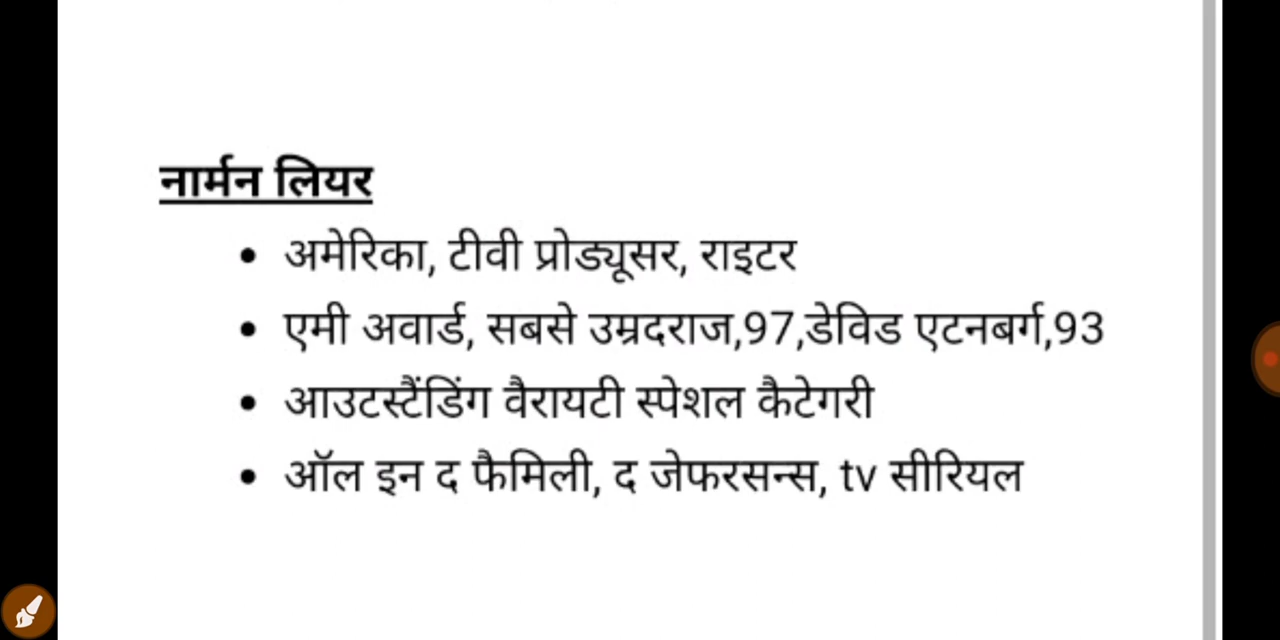 नार्मन लियर
• अमेरिका, टीवी प्रोड्यूसर, राइटर
• एमी अवार्ड, सबसे उम्रदराज,97,डेविड एटनबर्ग,93
• आउटस्टैंडिंग वैरायटी स्पेशल कैटेगरी
• ऑल इन द फैमिली, द जेफरसन्स, tv सीरियल